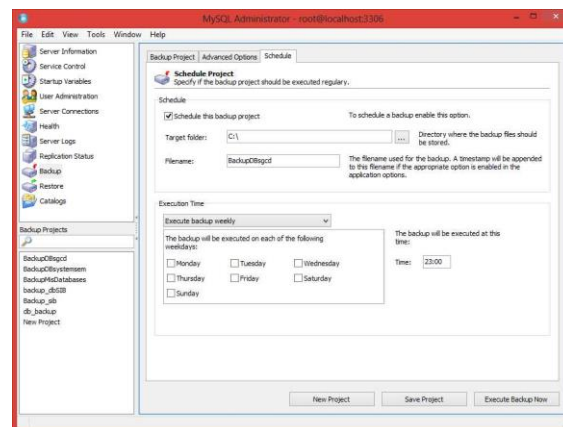 MySQL Administrator - root@localhost:3306
File Edit View Tools Window Help
Server Information
Service Control
Startup Variables
User Administration
Server Connections
Health
Server Logs
Replication Status
Backup
Restore
Catalogs
Backup Projects
BackupDBsgcd
BackupDBsystemsem
BackupMisDatabases
backup_dbSIB
Backup_sib
db_backup
New Project
Backup Project Advanced Options Schedule
Schedule Project
Specify if the backup project should be executed regulary.
Schedule
Schedule this backup project
To schedule a backup enable this option.
Target folder: C:\ ...
Directory where the backup files should
be stored.
Filename: BackupDBsgcd
The filename used for the backup. A timestamp will be appended
to this filename if the appropriate option is enabled in the
application options.
Execution Time
Execute backup weekly
The backup will be executed on each of the following
weekdays:
Monday Tuesday Wednesday
Thursday Friday Saturday
Sunday
The backup will be executed at this
time:
Time: 23:00
New Project Save Project Execute Backup Now